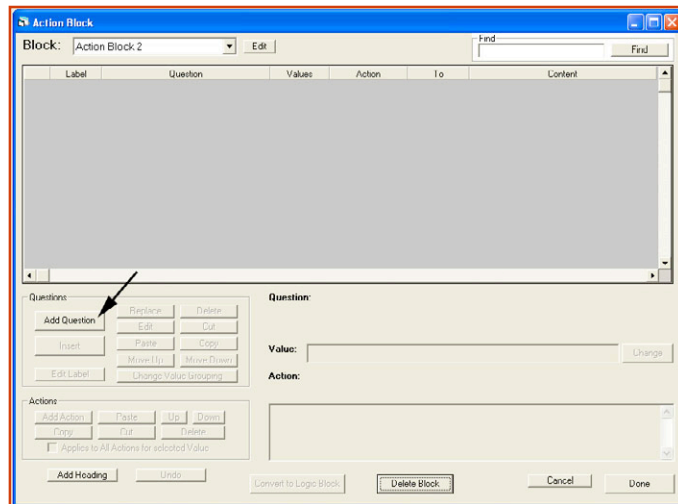 Action Block
Block: Action Block 2 Edit
Find
Find
Label Question Values Action To Content
Questions
Add Question
Replace Delete
Edit Cut
Insert
Paste Copy
Move Up Move Down
Edit Label
Change Value Grouping
Question:
Value: Change
Action:
Actions
Add Action Paste Up Down
Copy Cut Delete
Applies to All Actions for selected Value
Add Heading Undo
Convert to Logic Block Delete Block Cancel Done